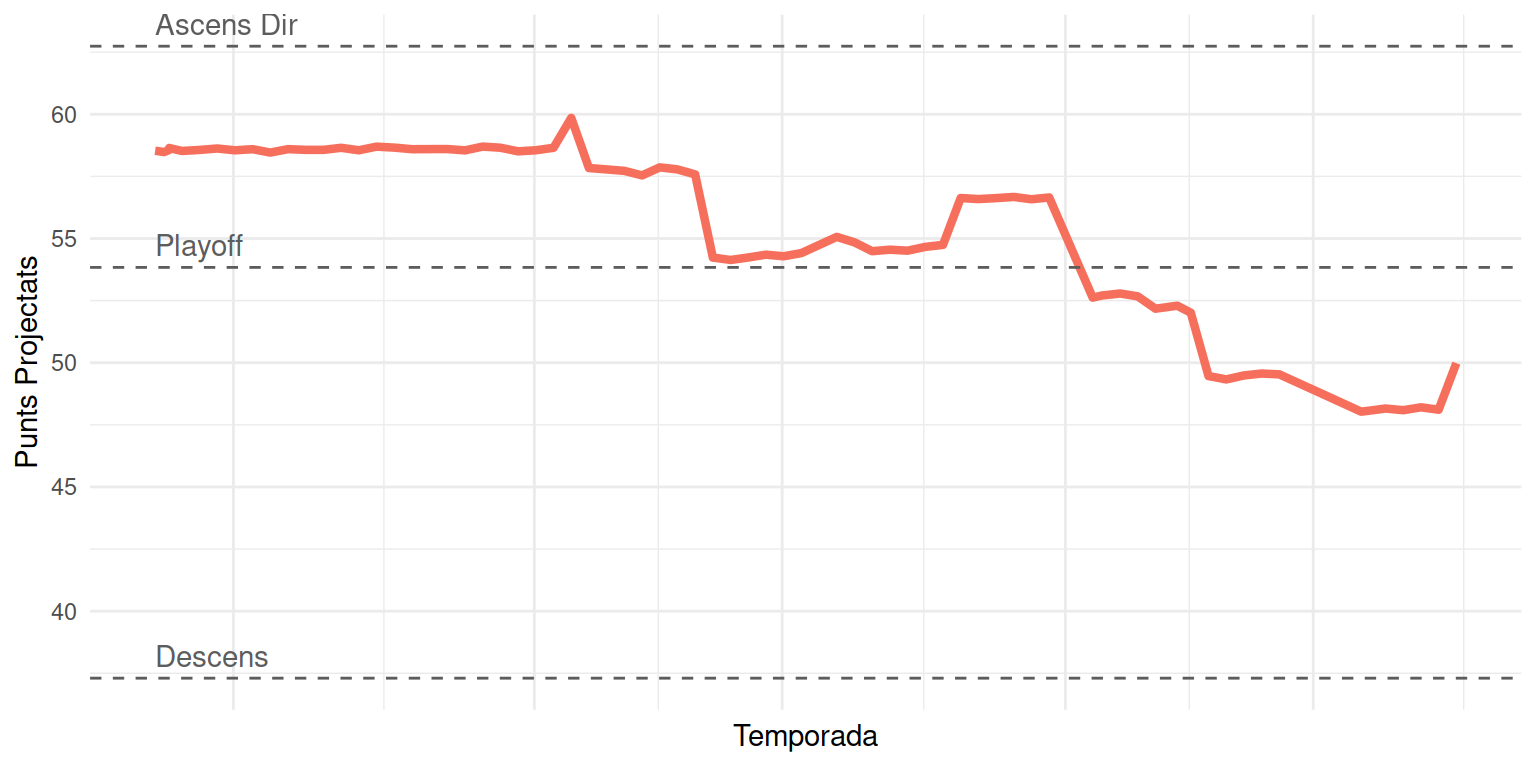 Ascens Dir
60
55
Playoff
50
45
40
Descens
Punts Projectats
Temporada